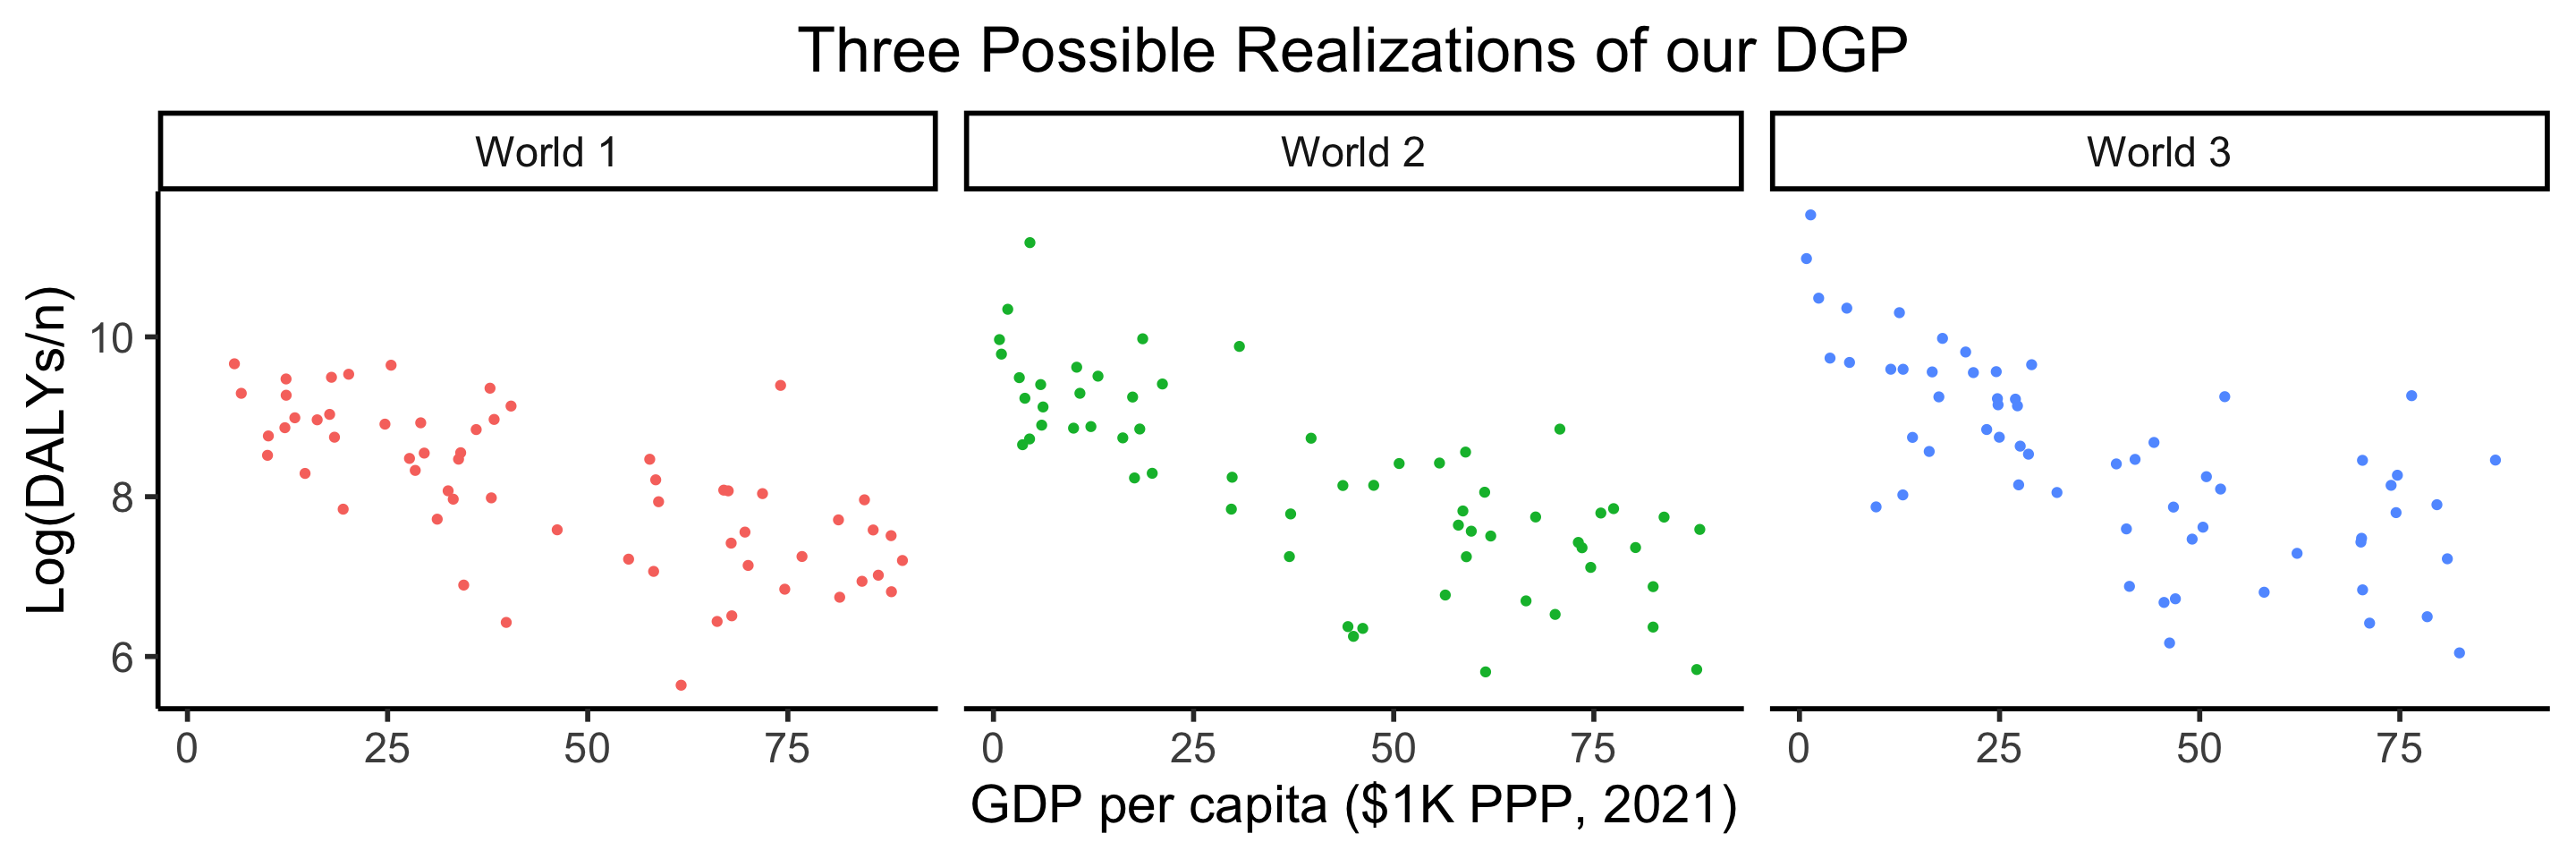 Three Possible Realizations of our DGP
World 1 World 2 World 3
Log(DALYs/n)
10
8
6
0 25 50 75 0 25 50 75 0 25 50 75
GDP per capita ($1K PPP, 2021)